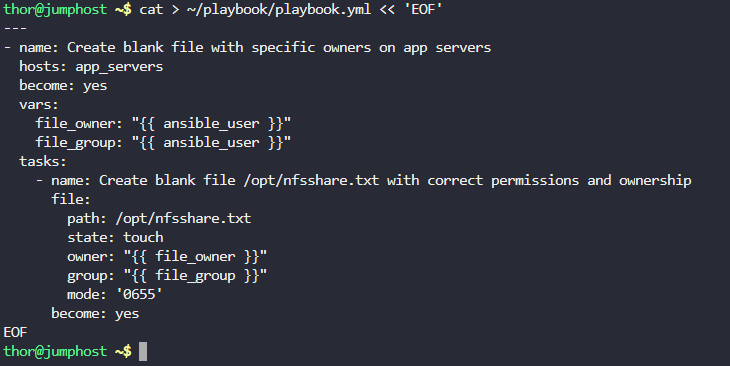 thor@jumphost ~$ cat > ~/playbook/playbook.yml << 'EOF'
---
- name: Create blank file with specific owners on app servers
  hosts: app_servers
  become: yes
  vars:
    file_owner: "{{ ansible_user }}"
    file_group: "{{ ansible_user }}"
  tasks:
    - name: Create blank file /opt/nfsshare.txt with correct permissions and ownership
      file:
        path: /opt/nfsshare.txt
        state: touch
        owner: "{{ file_owner }}"
        group: "{{ file_group }}"
        mode: '0655'
      become: yes
EOF
thor@jumphost ~$